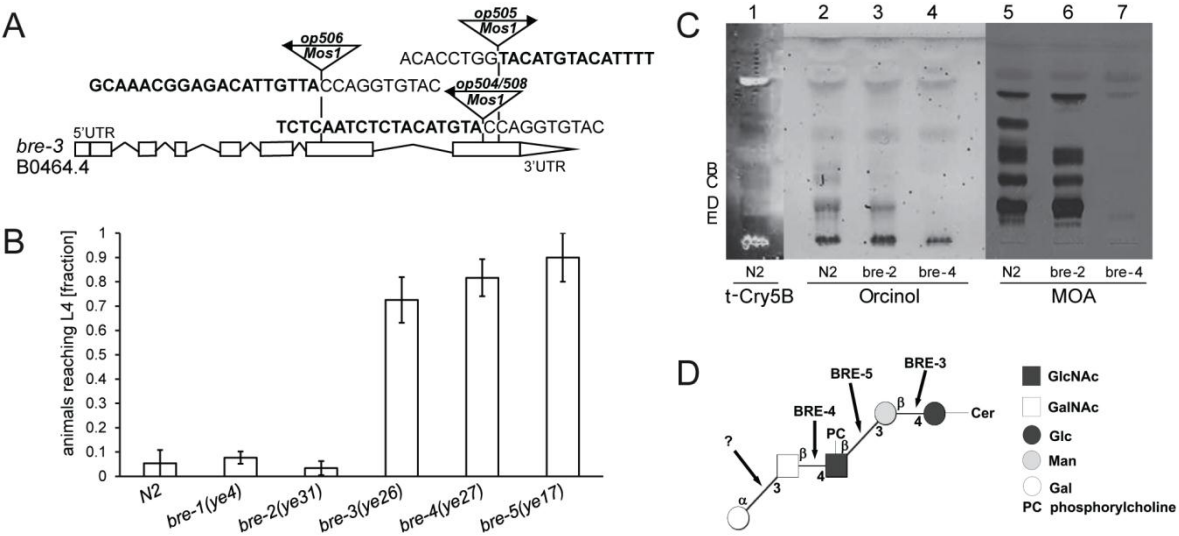 A
op506
Mos1
op505
Mos1
ACACCTGGTACATGTACATTTT
GCAAACGGAGACATTGTTACCAGGTGTAC
op504/508
Mos1
TCTCAATCTCTACATGTACCAGGTGTAC
bre-3
B0464.4
5'UTR
3'UTR
B
animals reaching L4 [fraction]
1
0.9
0.8
0.7
0.6
0.5
0.4
0.3
0.2
0.1
0
N2
bre-1(ye4)
bre-2(ye31)
bre-3(ye26)
bre-4(ye27)
bre-5(ye17)
C
1 2 3 4 5 6 7
B
C
D
E
N2 N2 bre-2 bre-4 N2 bre-2 bre-4
t-Cry5B Orcinol MOA
D
BRE-3
BRE-5
BRE-4
?
β
4
Cer
3
PC
β
β
4
3
α
GlcNAc
GalNAc
Glc
Man
Gal
PC phosphorylcholine